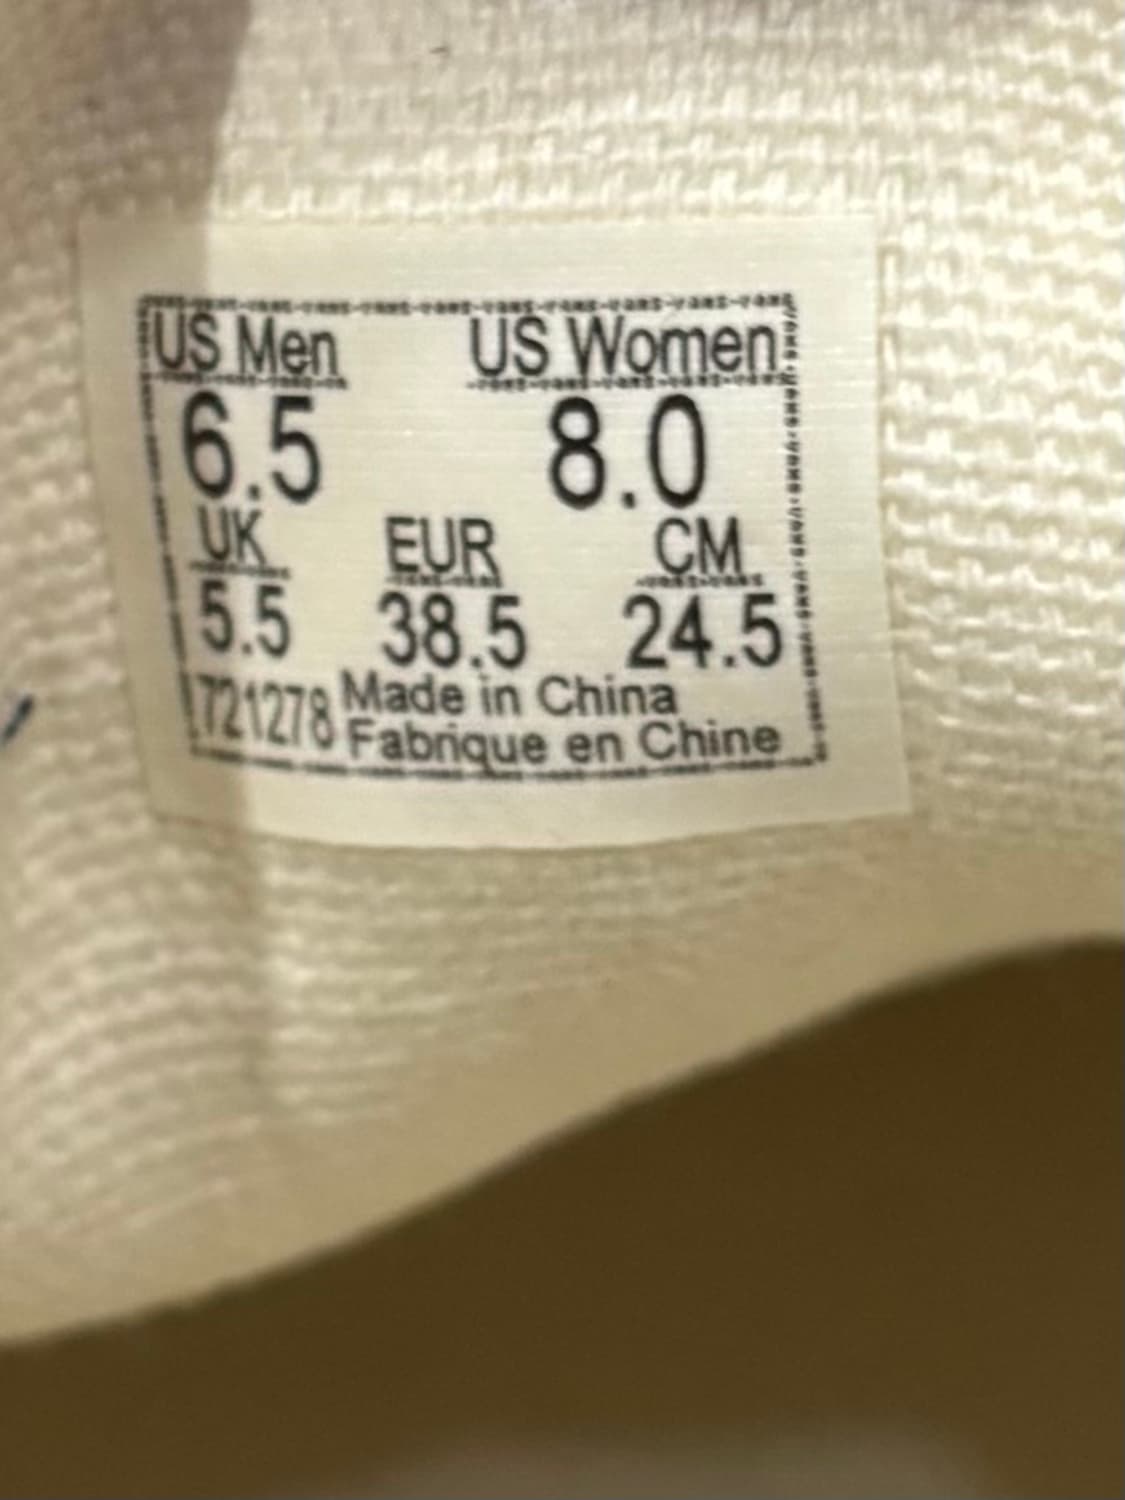 US Men US Women
6.5 8.0
UK EUR CM
5.5 38.5 24.5
721278 Made in China
Fabrique en Chine